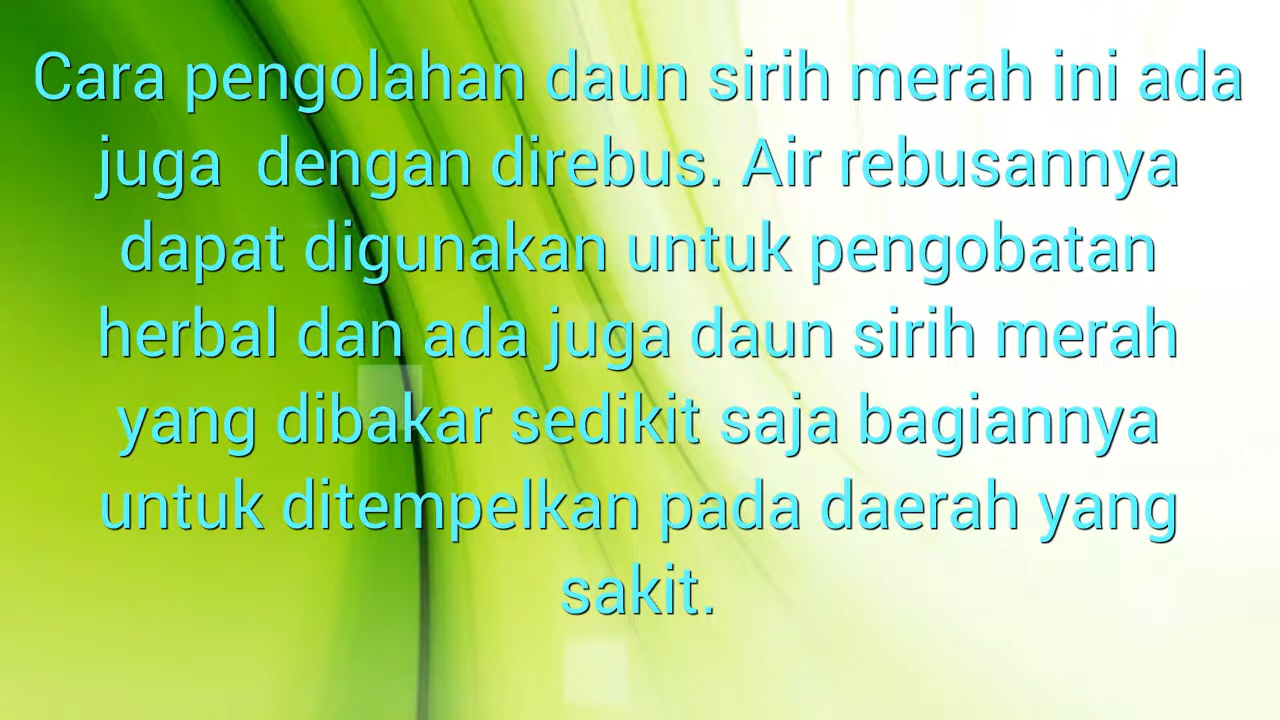 Cara pengolahan daun sirih merah ini ada
juga  dengan direbus. Air rebusannya
dapat digunakan untuk pengobatan
herbal dan ada juga daun sirih merah
yang dibakar sedikit saja bagiannya
untuk ditempelkan pada daerah yang
sakit.